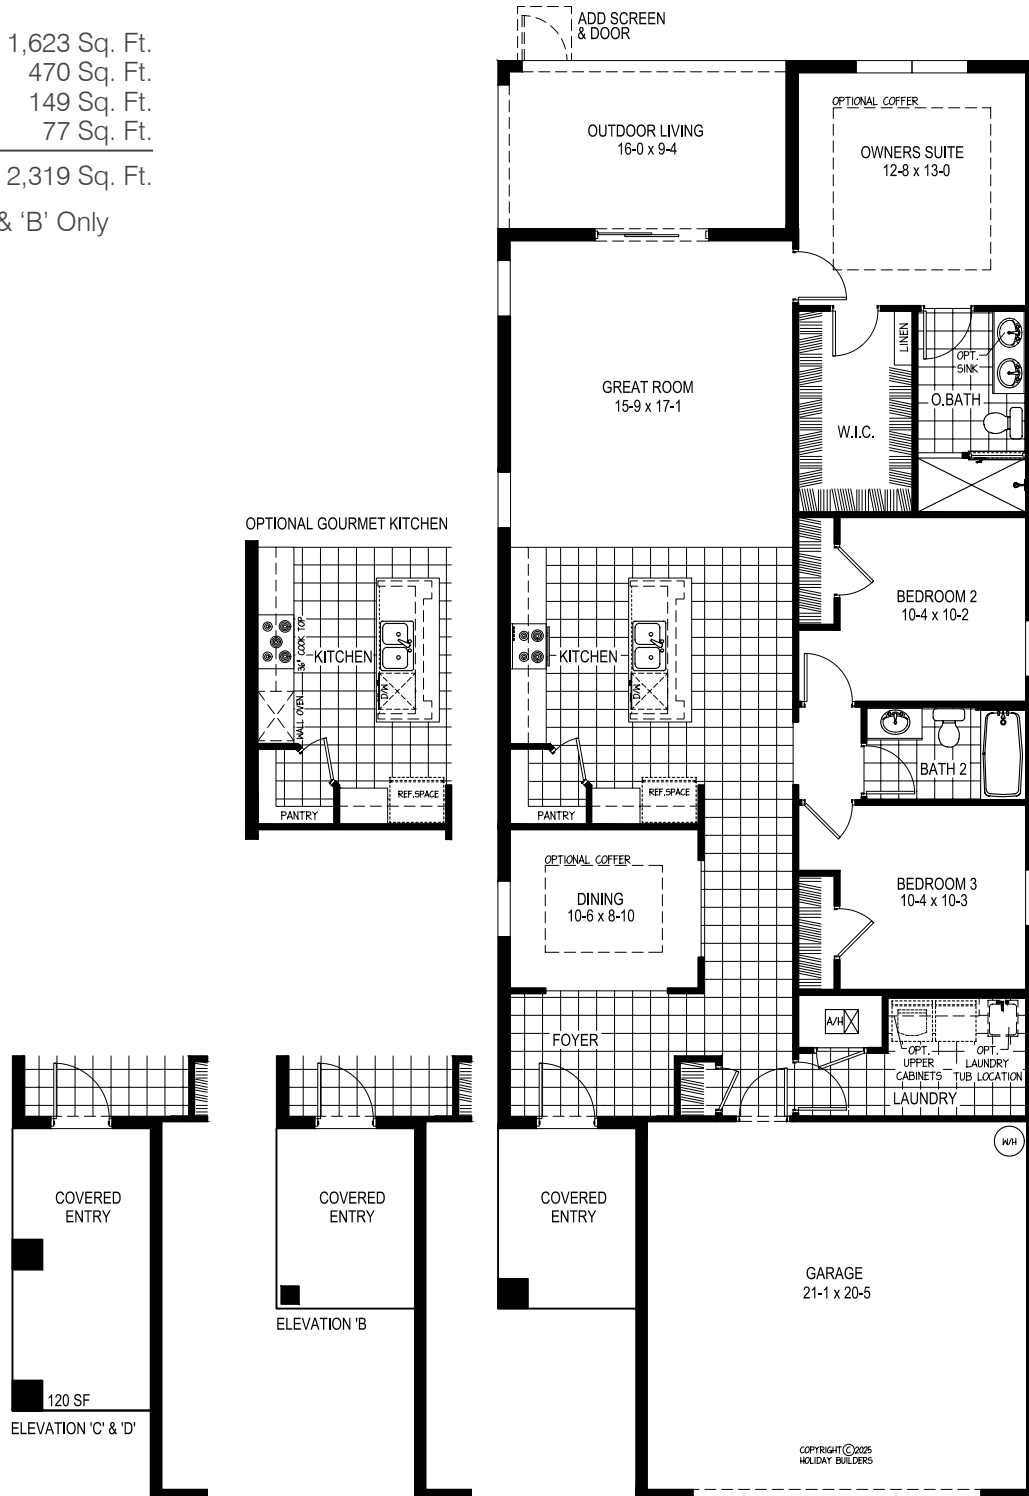 1,623 Sq. Ft.
470 Sq. Ft.
149 Sq. Ft.
77 Sq. Ft.
2,319 Sq. Ft.
& ‘B’ Only
ADD SCREEN
& DOOR
OUTDOOR LIVING
16-0 x 9-4
OPTIONAL COFFER
OWNERS SUITE
12-8 x 13-0
GREAT ROOM
15-9 x 17-1
LINEN
OPT.
SINK
O.BATH
W.I.C.
OPTIONAL GOURMET KITCHEN
36" COOK TOP
KITCHEN
D/W
WALL OVEN
REF.SPACE
PANTRY
KITCHEN
D/W
REF.SPACE
PANTRY
BEDROOM 2
10-4 x 10-2
BATH 2
OPTIONAL COFFER
DINING
10-6 x 8-10
BEDROOM 3
10-4 x 10-3
FOYER
A/H
OPT.
UPPER
CABINETS
OPT.
LAUNDRY
TUB LOCATION
LAUNDRY
W/H
COVERED
ENTRY
120 SF
ELEVATION 'C' & 'D'
COVERED
ENTRY
ELEVATION 'B
COVERED
ENTRY
GARAGE
21-1 x 20-5
COPYRIGHT © 2025
HOLIDAY BUILDERS